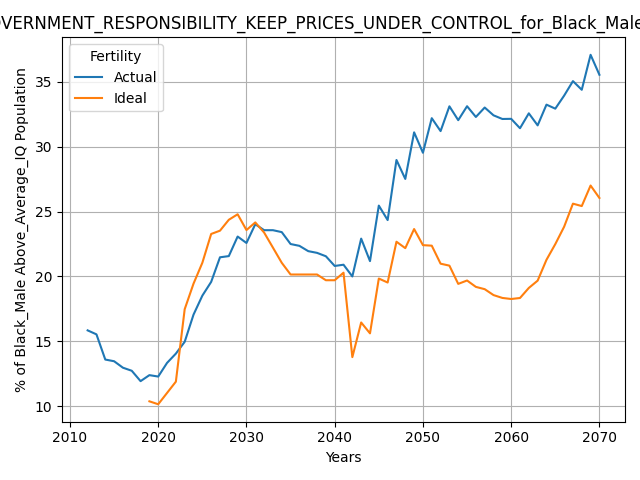 OVERNMENT_RESPONSIBILITY_KEEP_PRICES_UNDER_CONTROL_for_Black_Male
Fertility
Actual
Ideal
% of Black_Male Above_Average_IQ Population
35
30
25
20
15
10
2010 2020 2030 2040 2050 2060 2070
Years